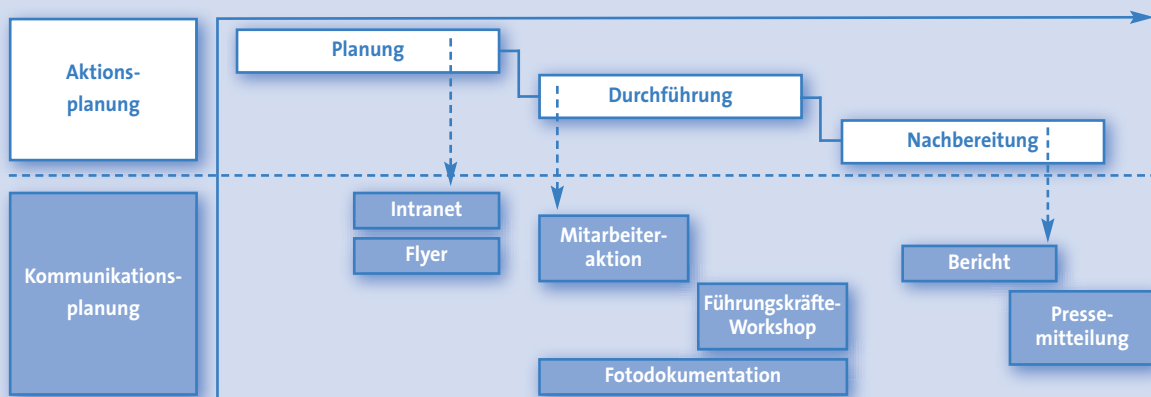 Aktions-
planung
Planung
Durchführung
Nachbereitung
Kommunikations-
planung
Intranet
Flyer
Mitarbeiter-
aktion
Führungskräfte-
Workshop
Fotodokumentation
Bericht
Presse-
mitteilung